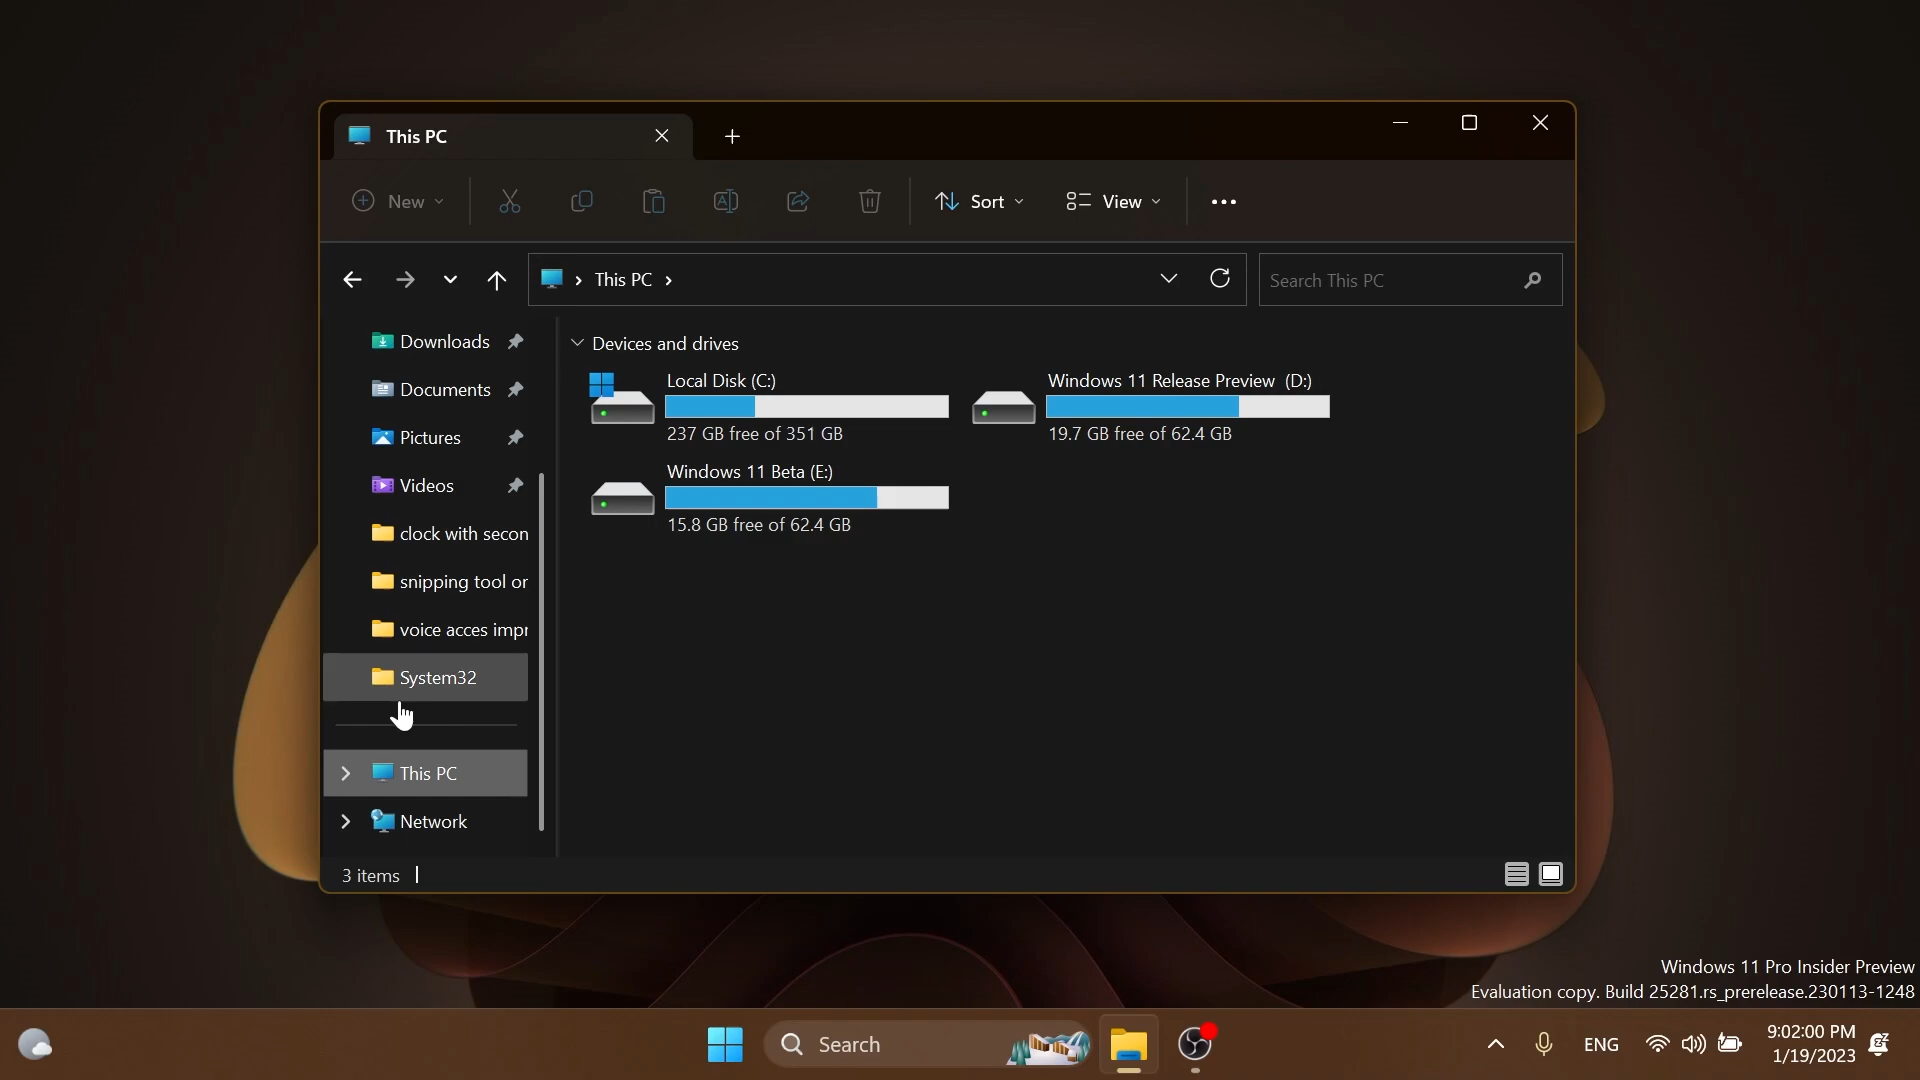 This PC
New
Sort
View
This PC
Search This PC
Downloads
Documents
Pictures
Videos
clock with secon
snipping tool or
voice acces impr
System32
This PC
Network
Devices and drives
Local Disk (C:)
237 GB free of 351 GB
Windows 11 Release Preview (D:)
19.7 GB free of 62.4 GB
Windows 11 Beta (E:)
15.8 GB free of 62.4 GB
3 items
Windows 11 Pro Insider Preview
Evaluation copy. Build 25281.rs_prerelease.230113-1248
Search
ENG
9:02:00 PM
1/19/2023